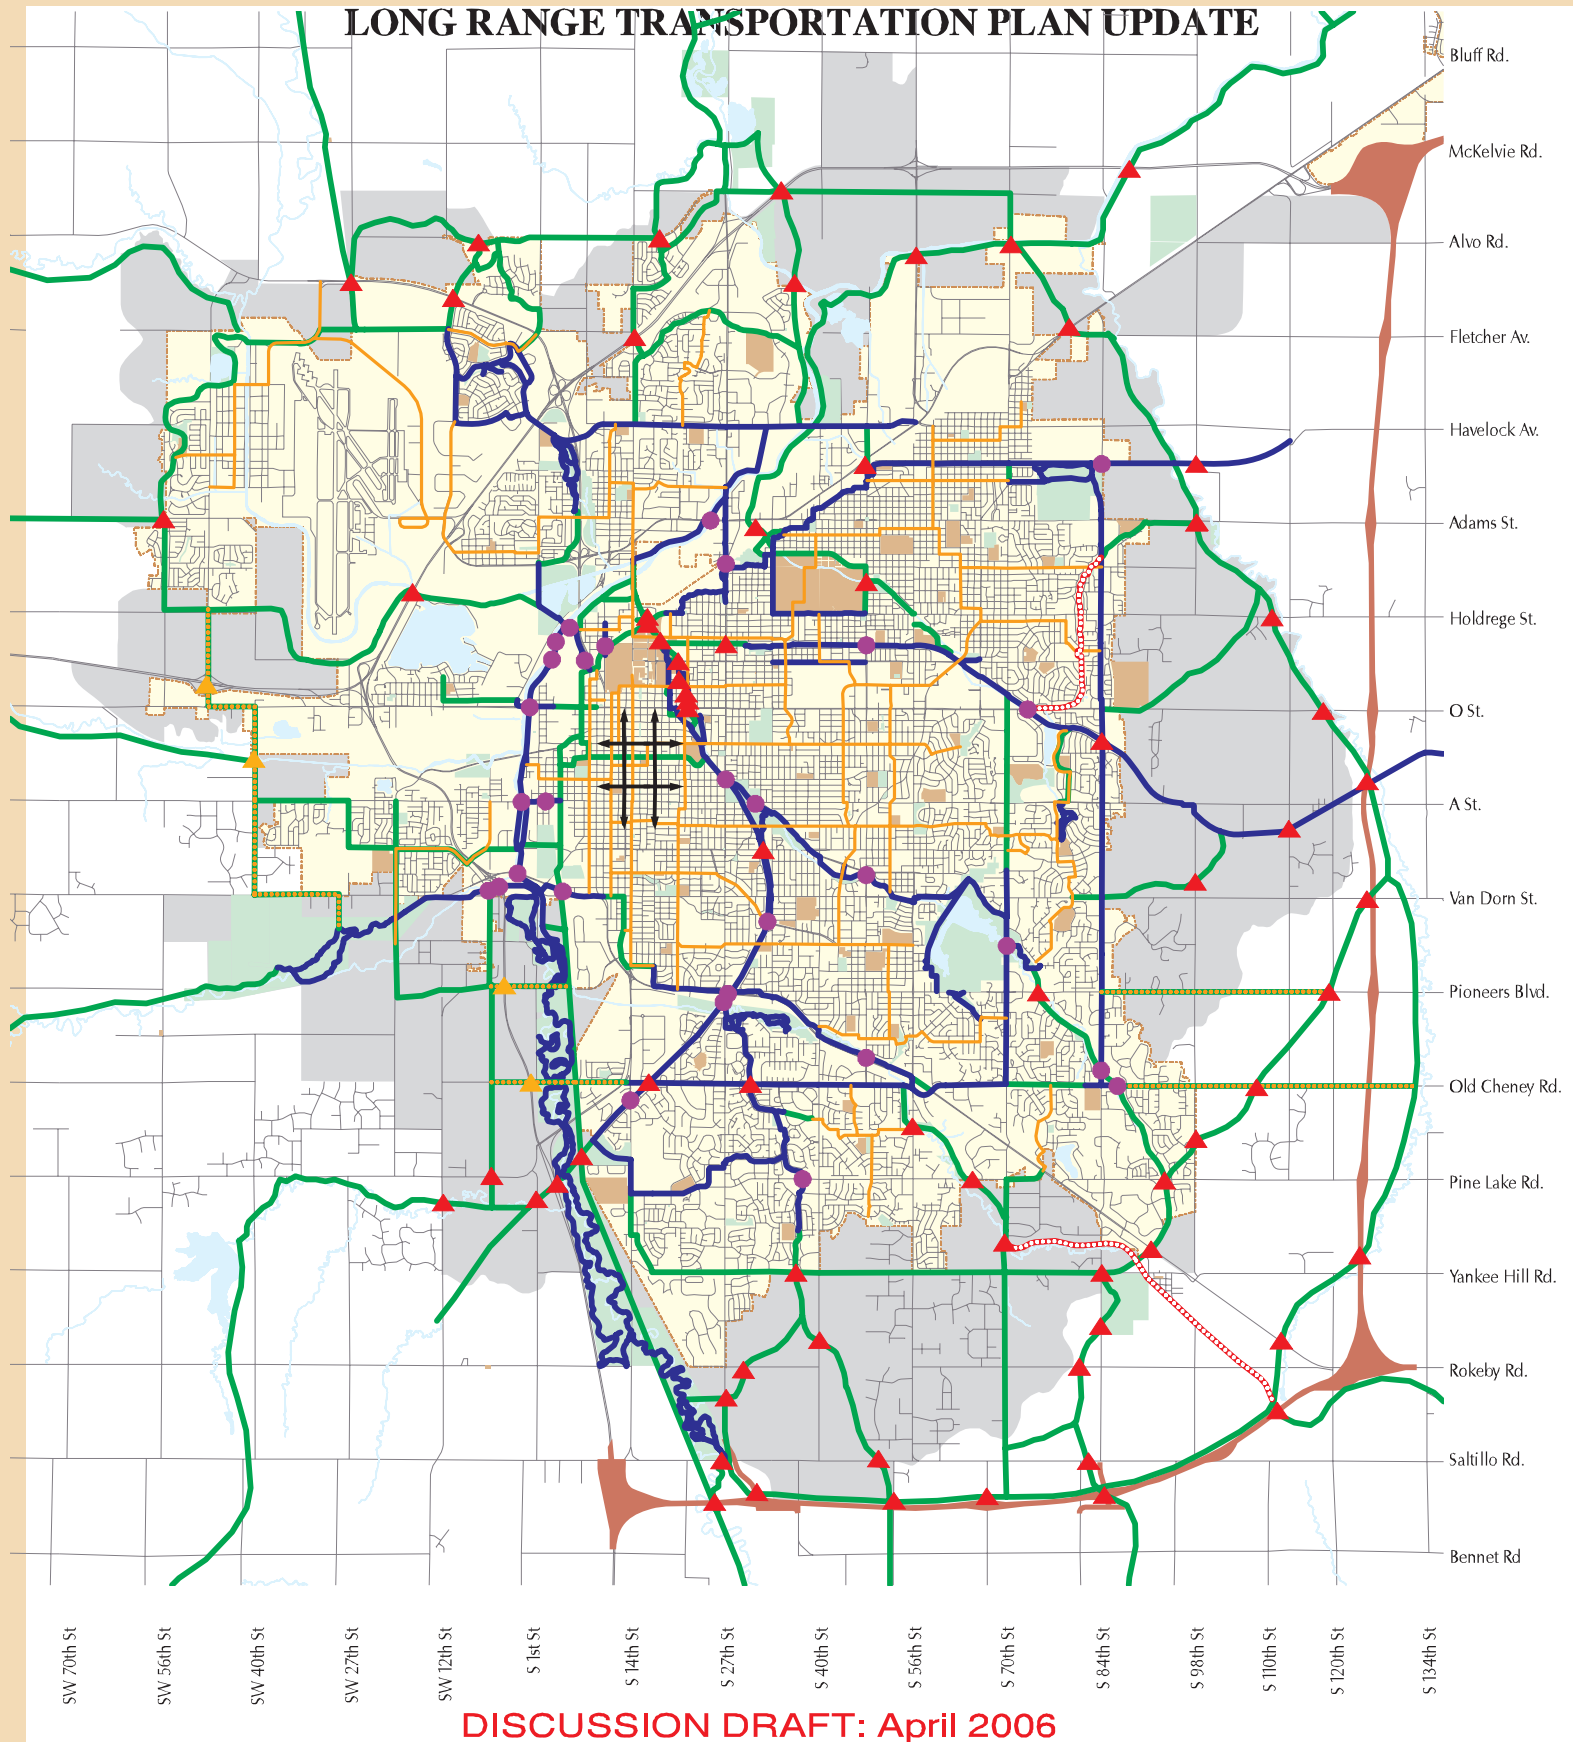 LONG RANGE TRANSPORTATION PLAN UPDATE
Bluff Rd.
McKelvie Rd.
Alvo Rd.
Fletcher Av.
Havelock Av.
Adams St.
Holdrege St.
O St.
A St.
Van Dorn St.
Pioneers Blvd.
Old Cheney Rd.
Pine Lake Rd.
Yankee Hill Rd.
Rokeby Rd.
Saltillo Rd.
Bennet Rd
SW 70th St
SW 56th St
SW 40th St
SW 27th St
SW 12th St
S 1st St
S 14th St
S 27th St
S 40th St
S 56th St
S 70th St
S 84th St
S 98th St
S 110th St
S 120th St
S 134th St
DISCUSSION DRAFT: April 2006